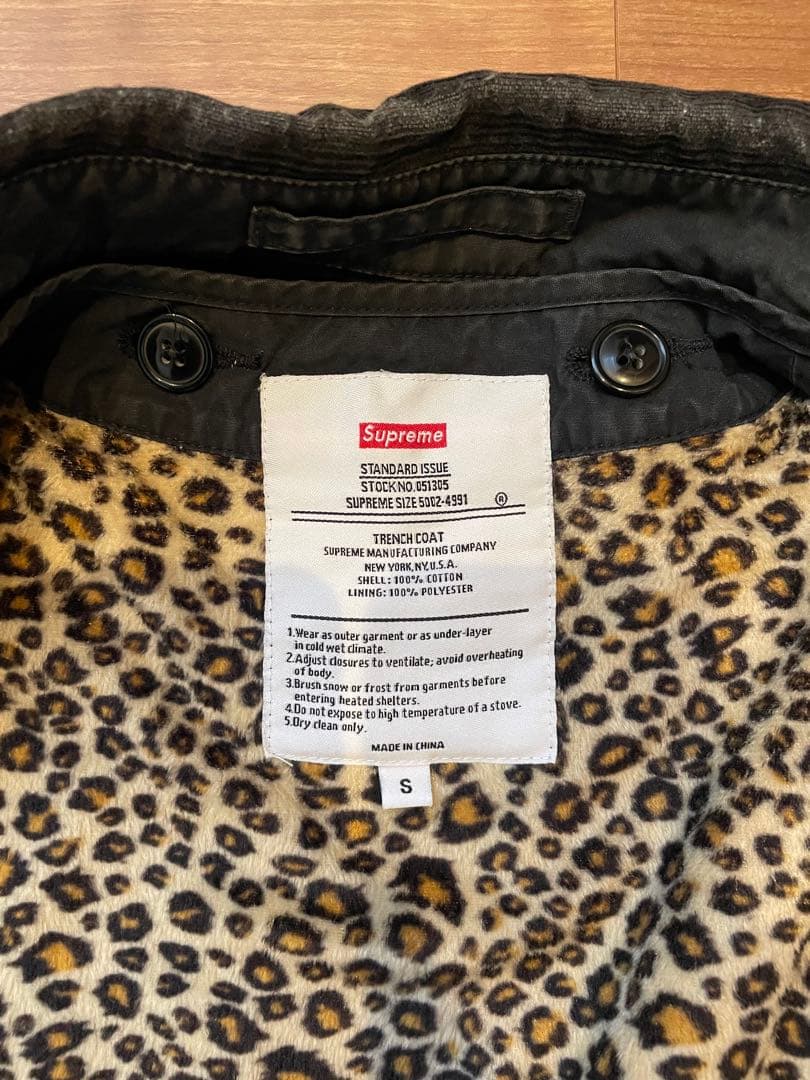 Supreme
STANDARD ISSUE
STOCK NO. 051305
SUPREME SIZE 5002-4991 ®
TRENCH COAT
SUPREME MANUFACTURING COMPANY
NEW YORK, NY, U.S.A.
SHELL: 100% COTTON
LINING: 100% POLYESTER
1.Wear as outer garment or as under-layer
in cold wet climate.
2.Adjust closures to ventilate; avoid overheating
of body.
3.Brush snow or frost from garments before
entering heated shelters.
4.Do not expose to high temperature of a stove.
5.Dry clean only.
MADE IN CHINA
S